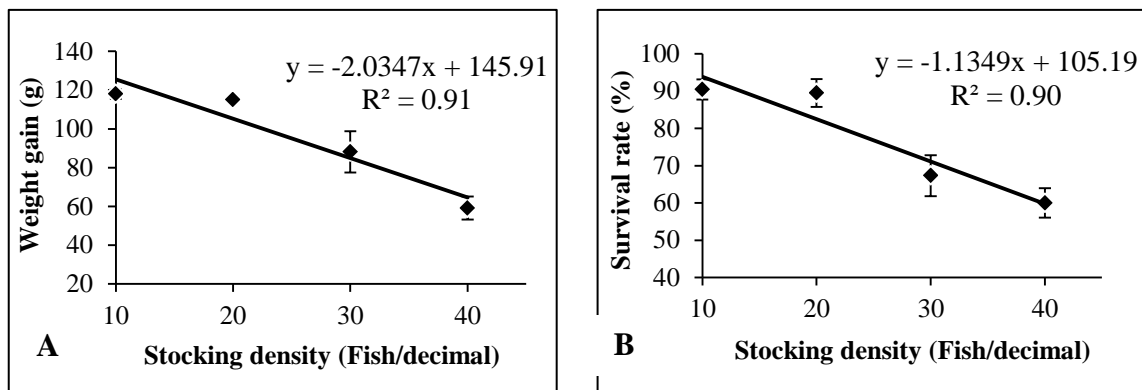 Weight gain (g)
140
120
100
80
60
40
20
y = -2.0347x + 145.91
R² = 0.91
10
20
30
40
A
Stocking density (Fish/decimal)
Survival rate (%)
100
90
80
70
60
50
40
y = -1.1349x + 105.19
R² = 0.90
10
20
30
40
B
Stocking density (Fish/decimal)